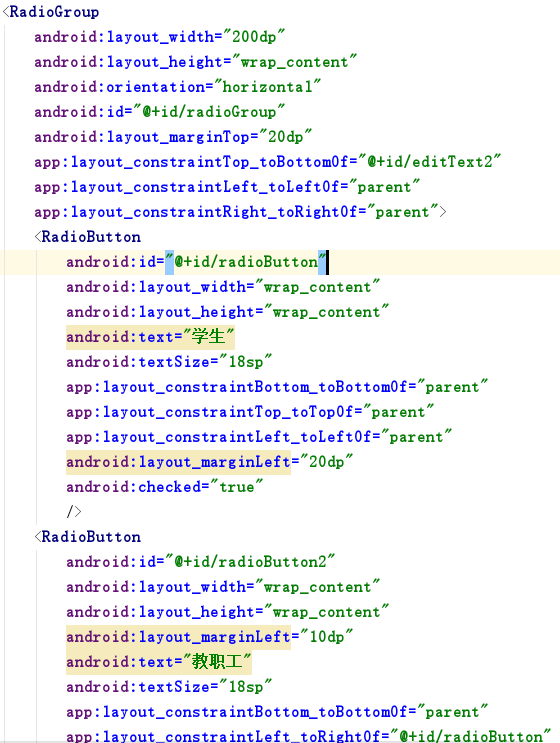 <RadioGroup
android:layout_width="200dp"
android:layout_height="wrap_content"
android:orientation="horizontal"
android:id="@+id/radioGroup"
android:layout_marginTop="20dp"
app:layout_constraintTop_toBottomOf="@+id/editText2"
app:layout_constraintLeft_toLeftOf="parent"
app:layout_constraintRight_toRightOf="parent">
<RadioButton
android:id="@+id/radioButton"
android:layout_width="wrap_content"
android:layout_height="wrap_content"
android:text="学生"
android:textSize="18sp"
app:layout_constraintBottom_toBottomOf="parent"
app:layout_constraintTop_toTopOf="parent"
app:layout_constraintLeft_toLeftOf="parent"
android:layout_marginLeft="20dp"
android:checked="true"
/>
<RadioButton
android:id="@+id/radioButton2"
android:layout_width="wrap_content"
android:layout_height="wrap_content"
android:layout_marginLeft="10dp"
android:text="教职工"
android:textSize="18sp"
app:layout_constraintBottom_toBottomOf="parent"
app:layout_constraintLeft_toRightOf="@+id/radioButton"